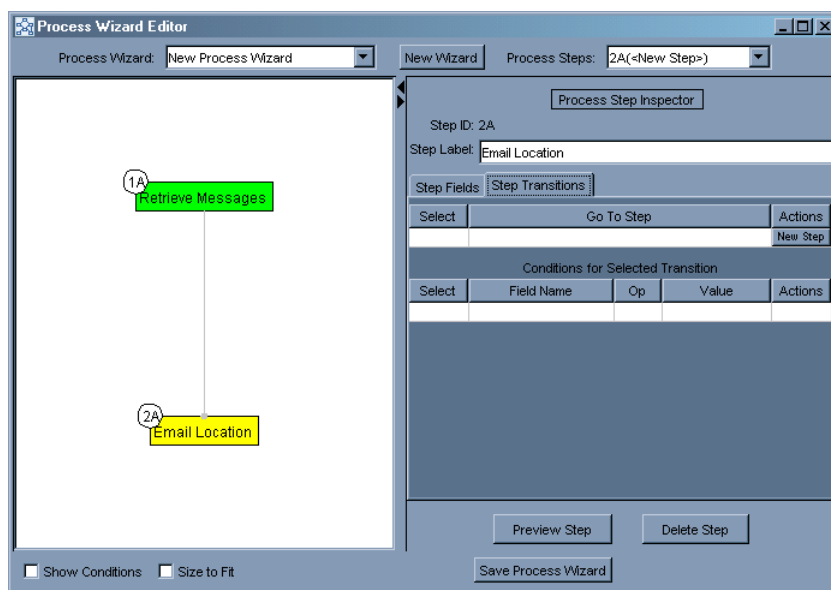 Process Wizard Editor
Process Wizard: New Process Wizard New Wizard Process Steps: 2A(<New Step>)
Process Step Inspector
Step ID: 2A
Step Label: Email Location
Step Fields Step Transitions
Select Go To Step Actions
New Step
Conditions for Selected Transition
Select Field Name Op Value Actions
1A
Retrieve Messages
2A
Email Location
Preview Step Delete Step
Show Conditions Size to Fit Save Process Wizard